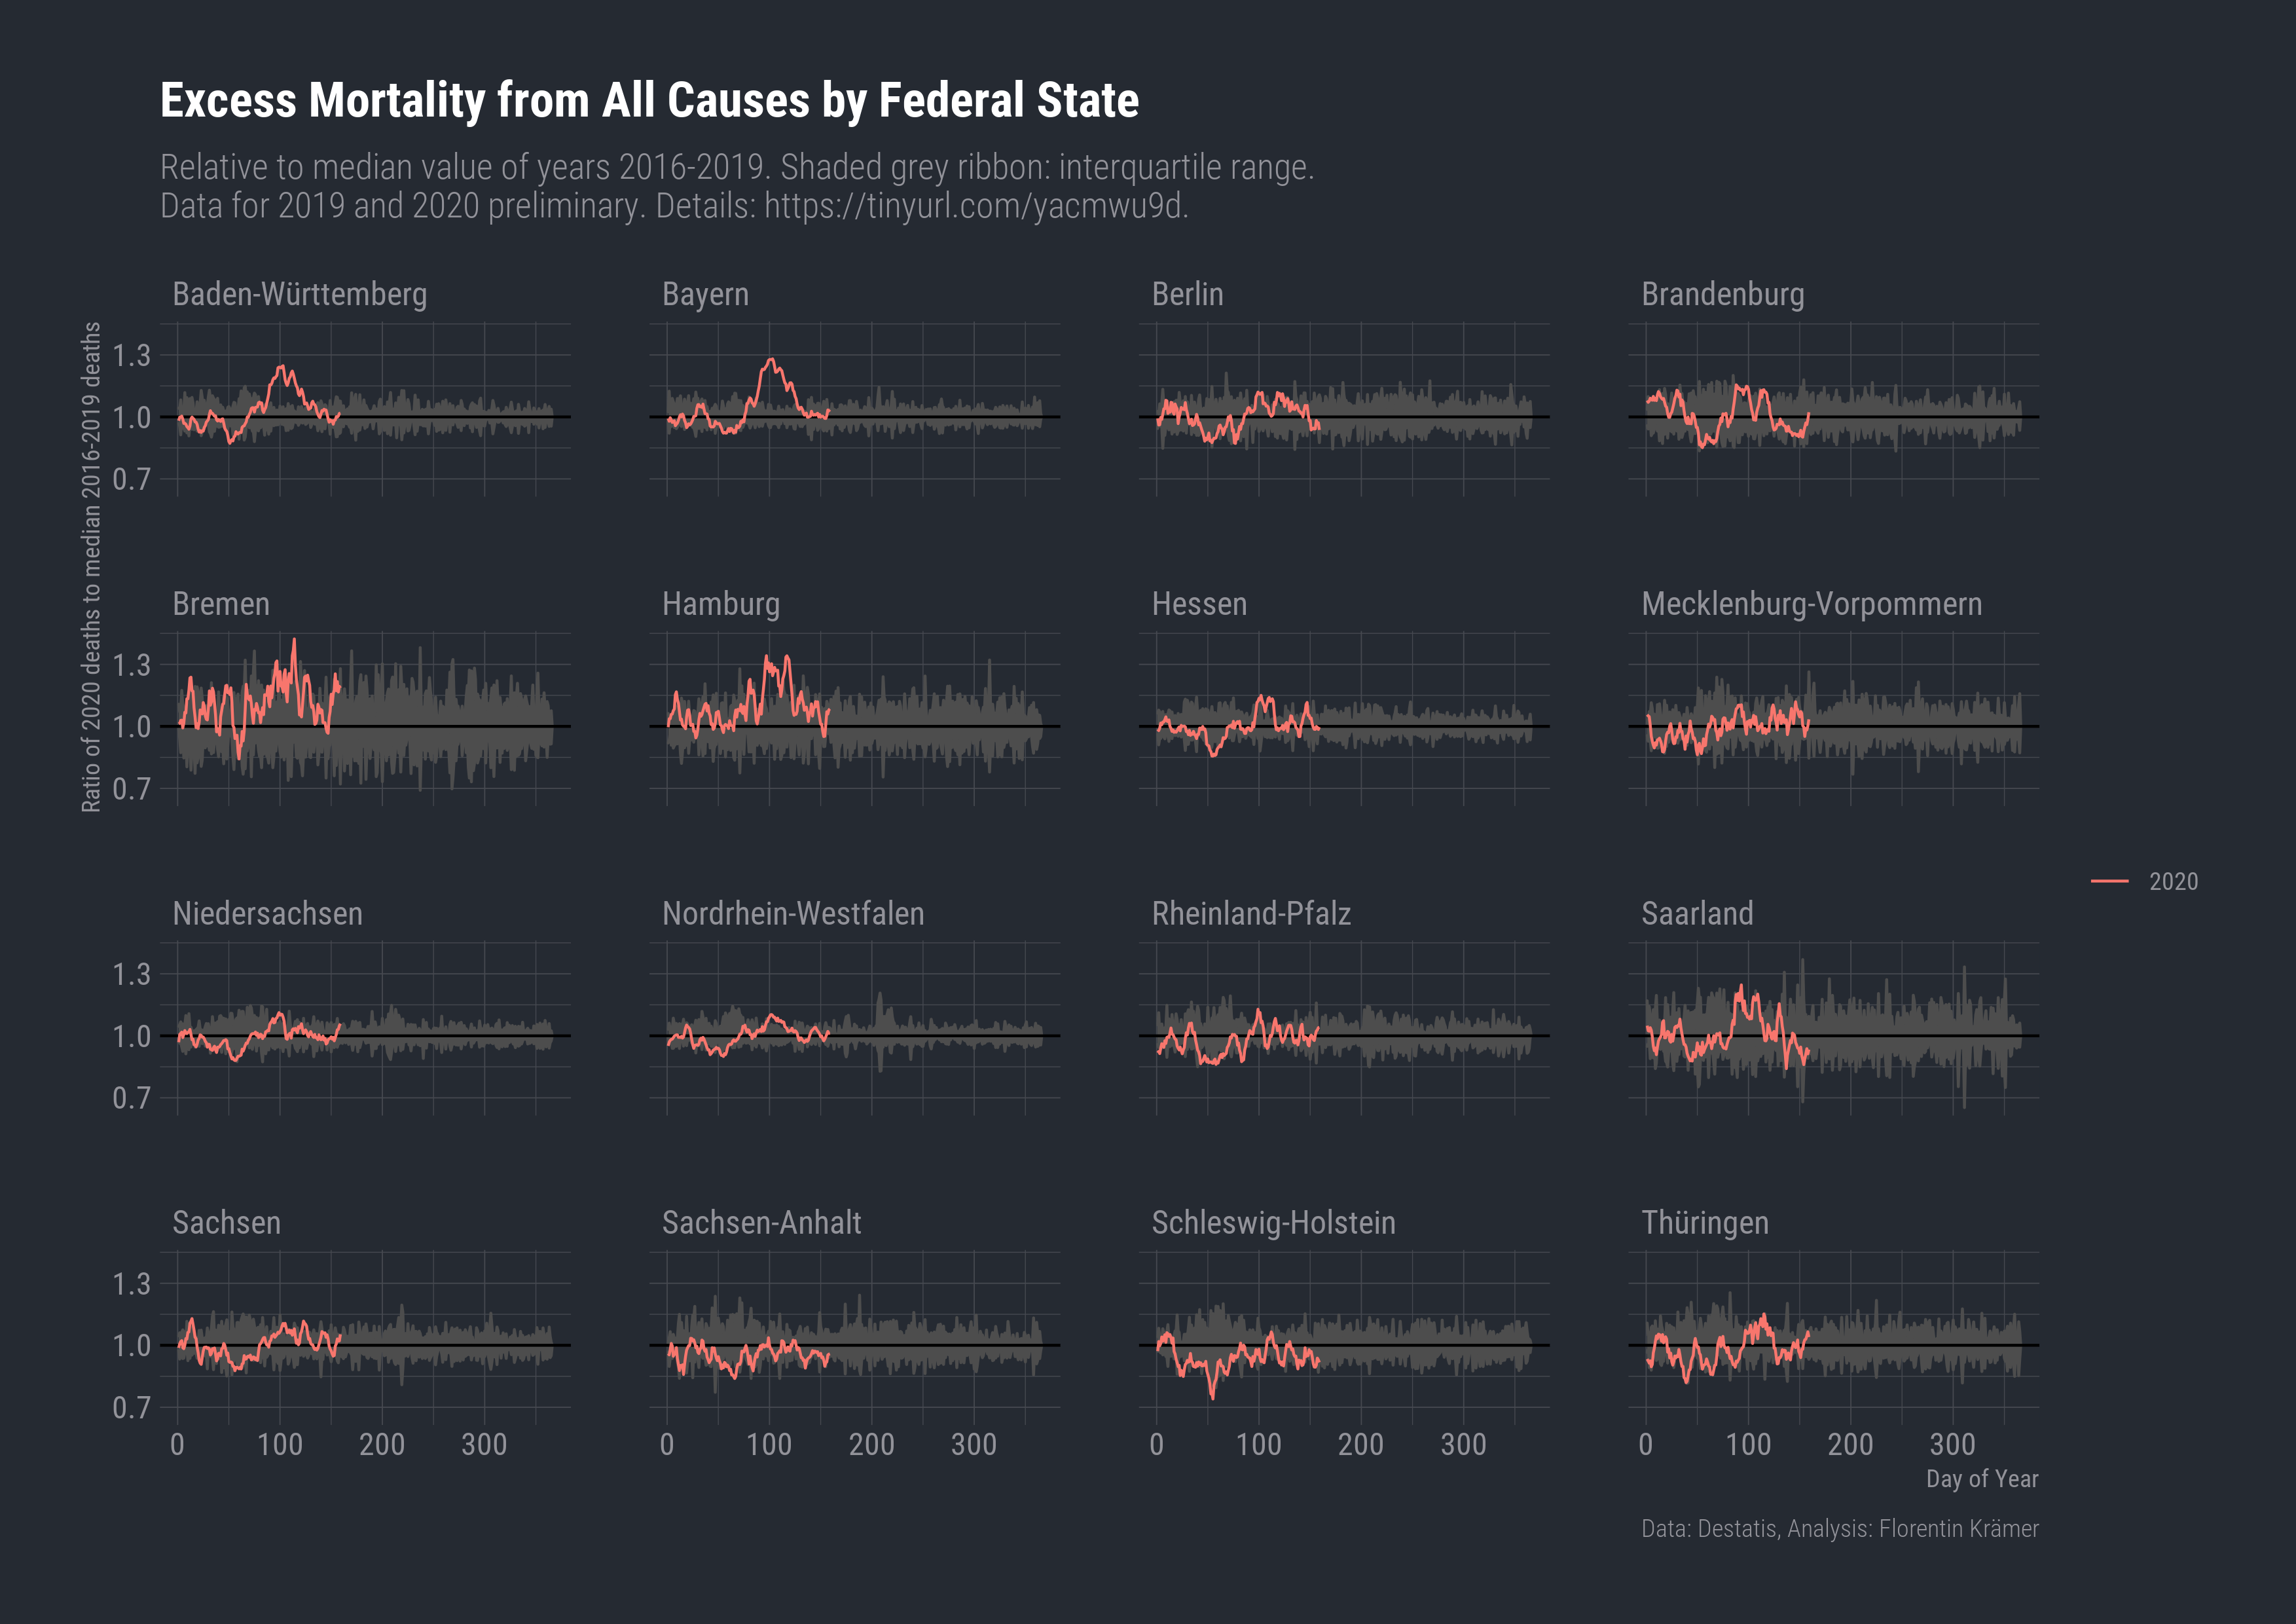 Excess Mortality from All Causes by Federal State
Relative to median value of years 2016-2019. Shaded grey ribbon: interquartile range.
Data for 2019 and 2020 preliminary. Details: https://tinyurl.com/yacmwu9d.
Ratio of 2020 deaths to median 2016-2019 deaths
Baden-Württemberg
Bayern
Berlin
Brandenburg
1.3
1.0
0.7
Bremen
Hamburg
Hessen
Mecklenburg-Vorpommern
1.3
1.0
0.7
2020
Niedersachsen
Nordrhein-Westfalen
Rheinland-Pfalz
Saarland
1.3
1.0
0.7
Sachsen
Sachsen-Anhalt
Schleswig-Holstein
Thüringen
1.3
1.0
0.7
0 100 200 300
0 100 200 300
0 100 200 300
0 100 200 300
Day of Year
Data: Destatis, Analysis: Florentin Krämer